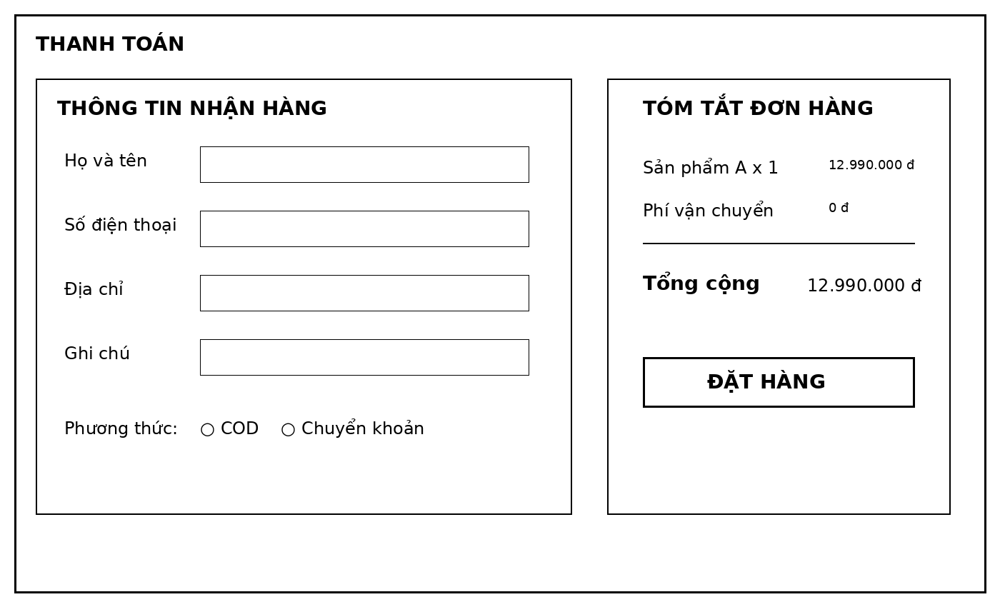 THANH TOÁN
THÔNG TIN NHẬN HÀNG
Họ và tên
Số điện thoại
Địa chỉ
Ghi chú
Phương thức: ○ COD ○ Chuyển khoản
TÓM TẮT ĐƠN HÀNG
Sản phẩm A x 1 12.990.000 đ
Phí vận chuyển 0 đ
Tổng cộng 12.990.000 đ
ĐẶT HÀNG